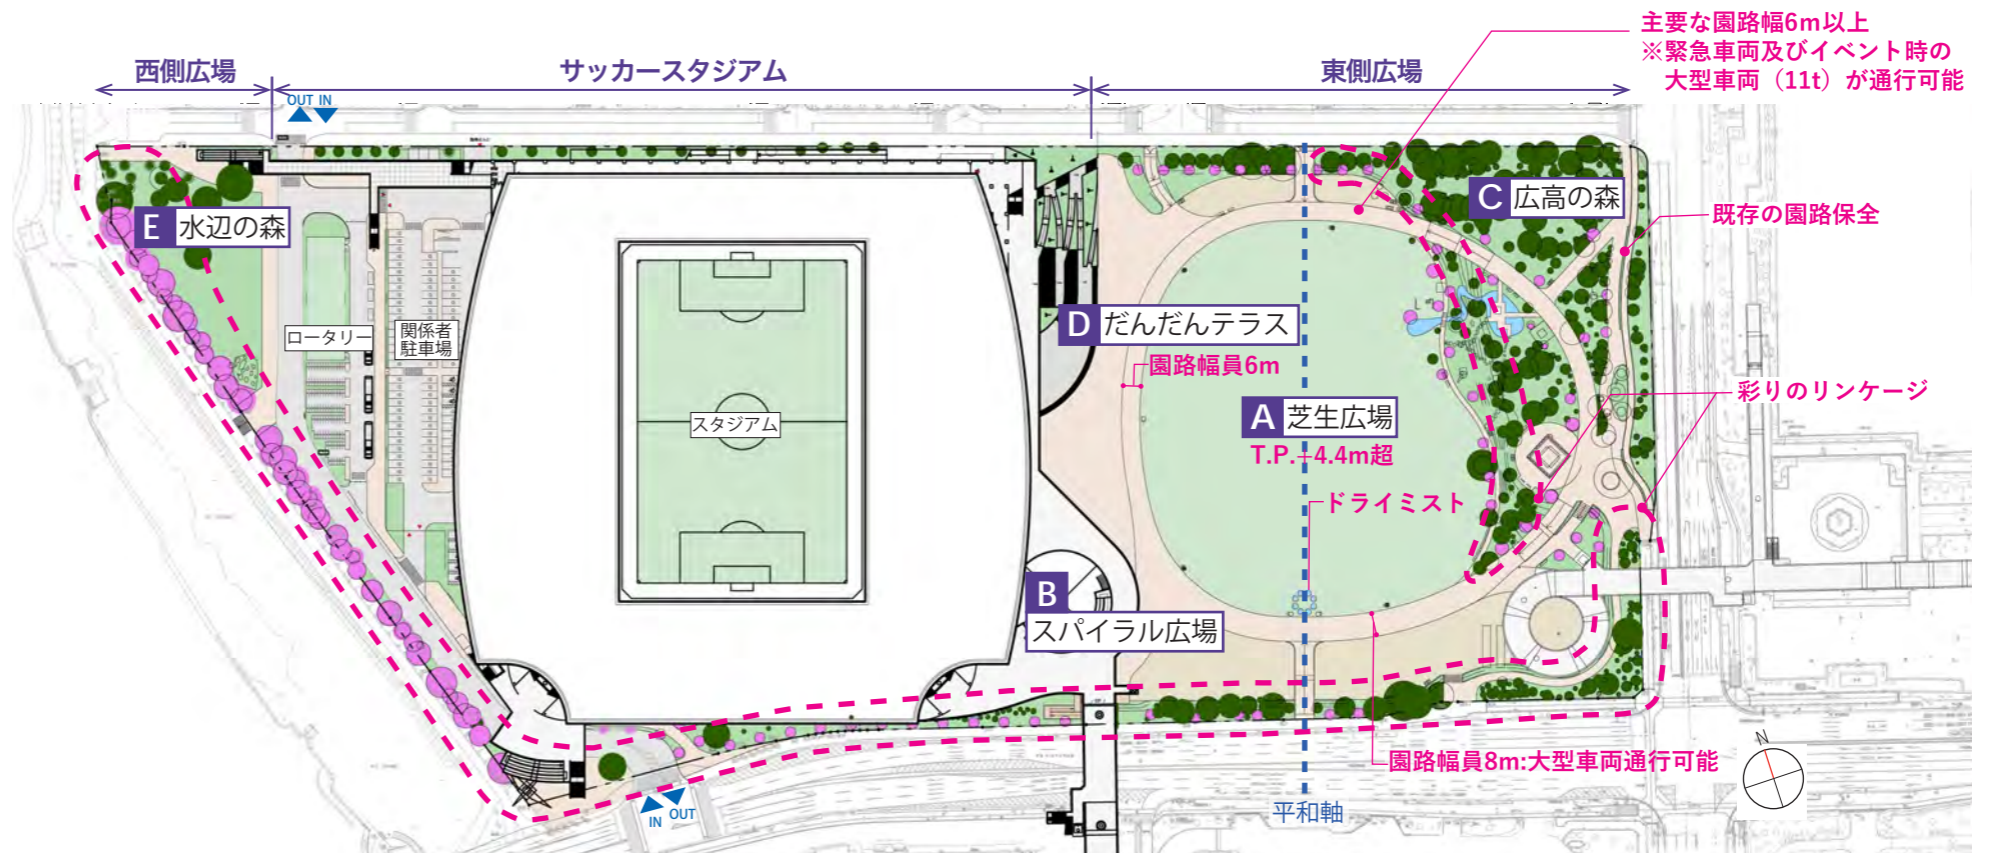 主要な園路幅6m以上
※緊急車両及びイベント時の
大型車両（11t）が通行可能
西側広場
サッカースタジアム
東側広場
OUT IN
C 広高の森
既存の園路保全
E 水辺の森
D だんだんテラス
ロータリー
関係者
駐車場
園路幅員6m
彩りのリンケージ
スタジアム
A 芝生広場
T.P.+4.4m超
ドライミスト
B
スパイラル広場
N
園路幅員8m:大型車両通行可能
IN OUT
平和軸